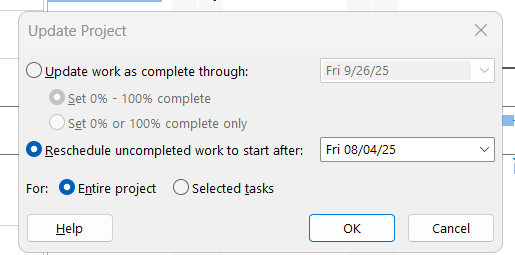 Update Project
Update work as complete through:
Fri 9/26/25
Set 0% - 100% complete
Set 0% or 100% complete only
Reschedule uncompleted work to start after:
Fri 08/04/25
For:
Entire project
Selected tasks
Help
OK
Cancel